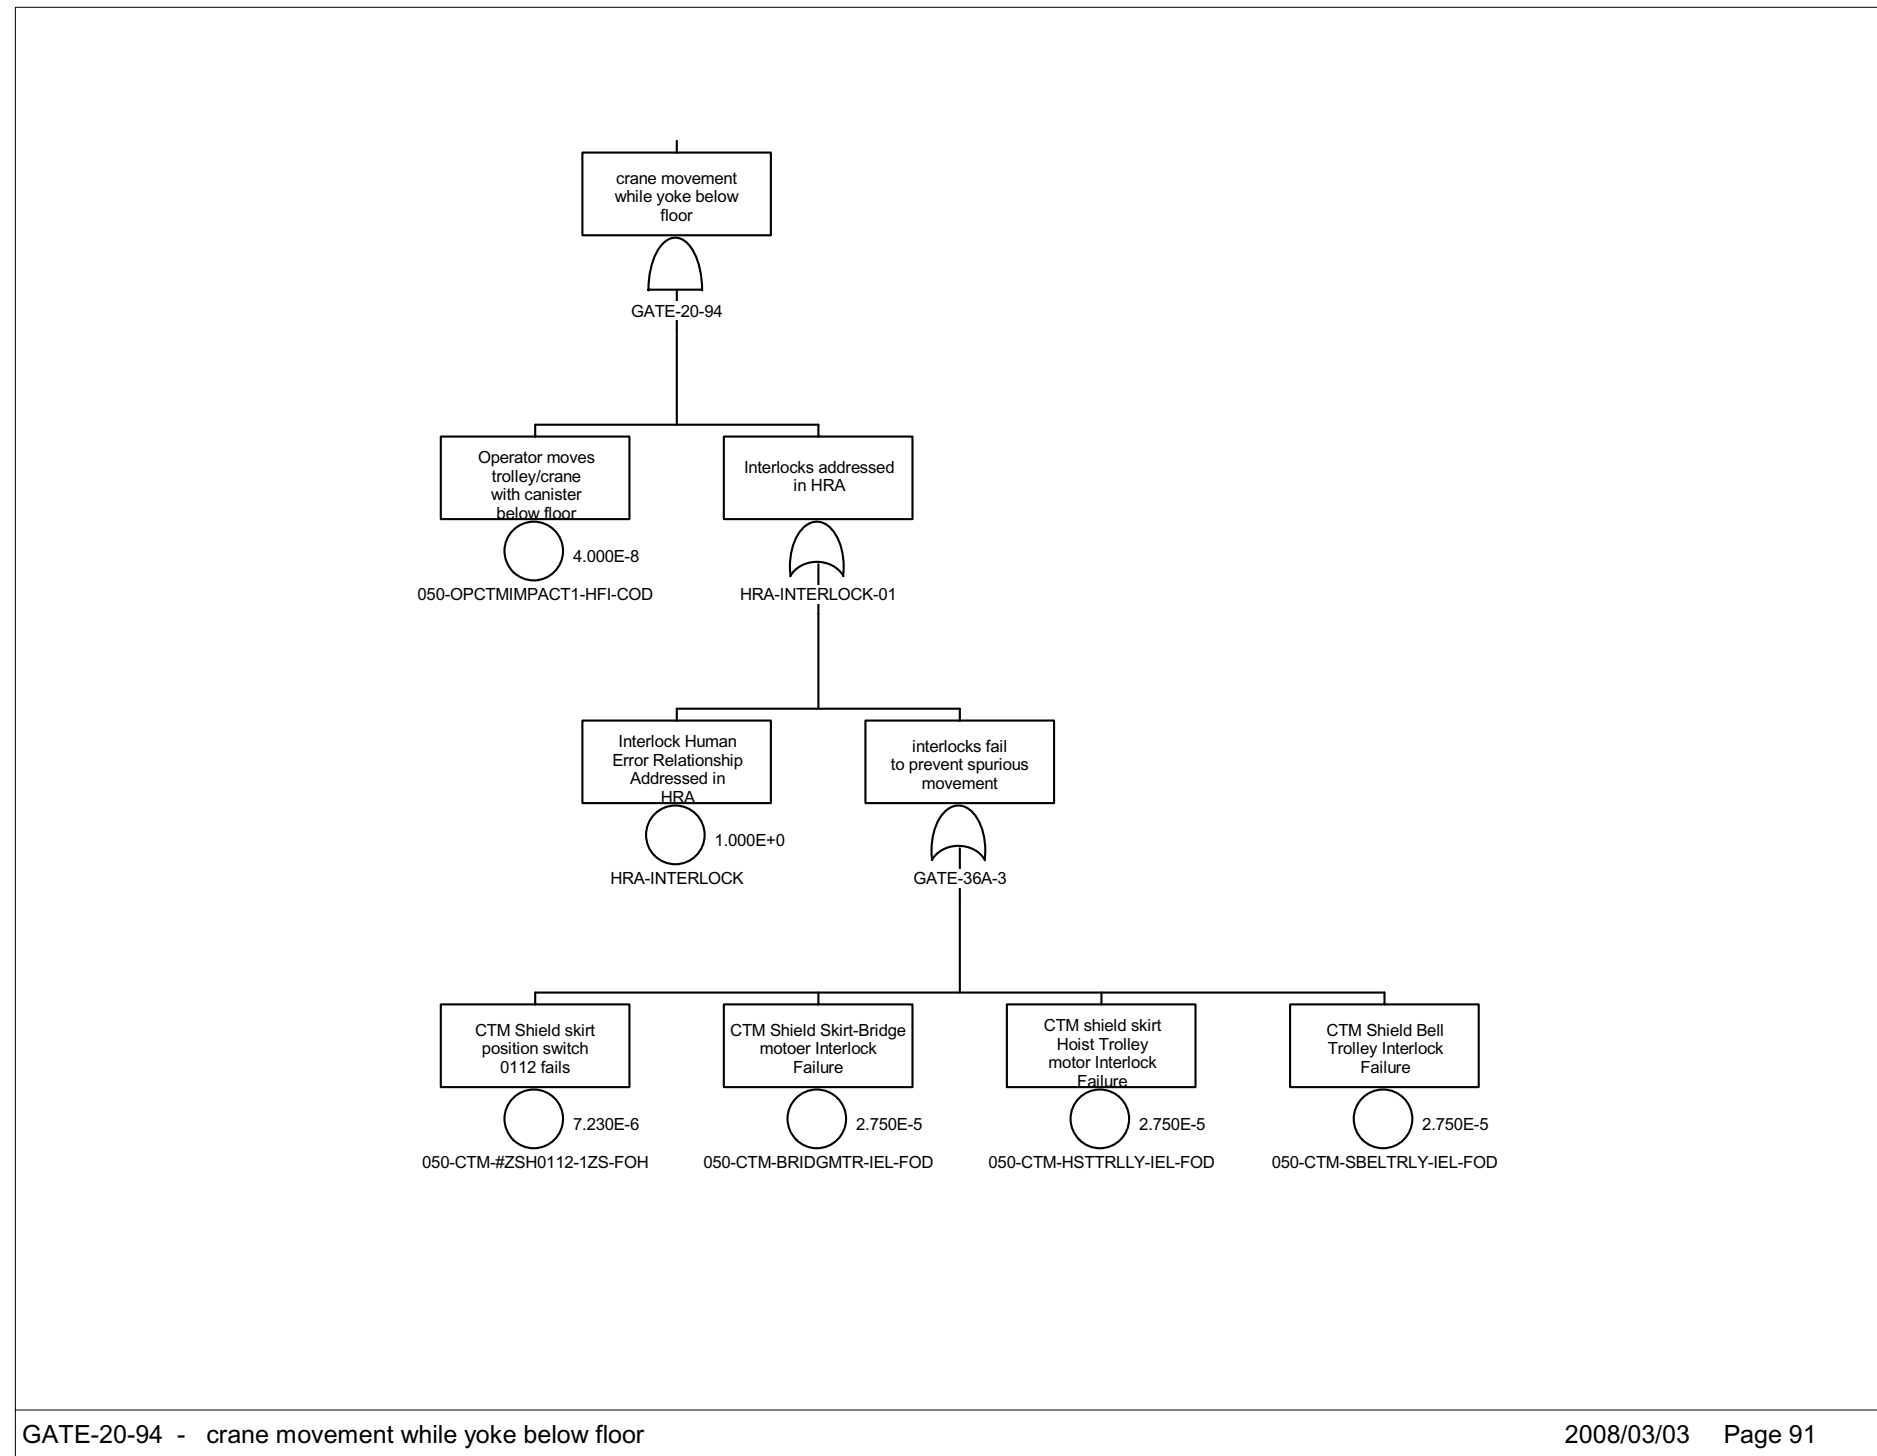 crane movement
while yoke below
floor
GATE-20-94
Operator moves
trolley/crane
with canister
below floor
4.000E-8
050-OPCTMIMPACT1-HFI-COD
Interlocks addressed
in HRA
HRA-INTERLOCK-01
Interlock Human
Error Relationship
Addressed in
HRA
1.000E+0
HRA-INTERLOCK
interlocks fail
to prevent spurious
movement
GATE-36A-3
CTM Shield skirt
position switch
0112 fails
7.230E-6
050-CTM-#ZSH0112-1ZS-FOH
CTM Shield Skirt-Bridge
motoer Interlock
Failure
2.750E-5
050-CTM-BRIDGMTR-IEL-FOD
CTM shield skirt
Hoist Trolley
motor Interlock
Failure
2.750E-5
050-CTM-HSTTRLLY-IEL-FOD
CTM Shield Bell
Trolley Interlock
Failure
2.750E-5
050-CTM-SBELTRLY-IEL-FOD
GATE-20-94 - crane movement while yoke below floor
2008/03/03 Page 91